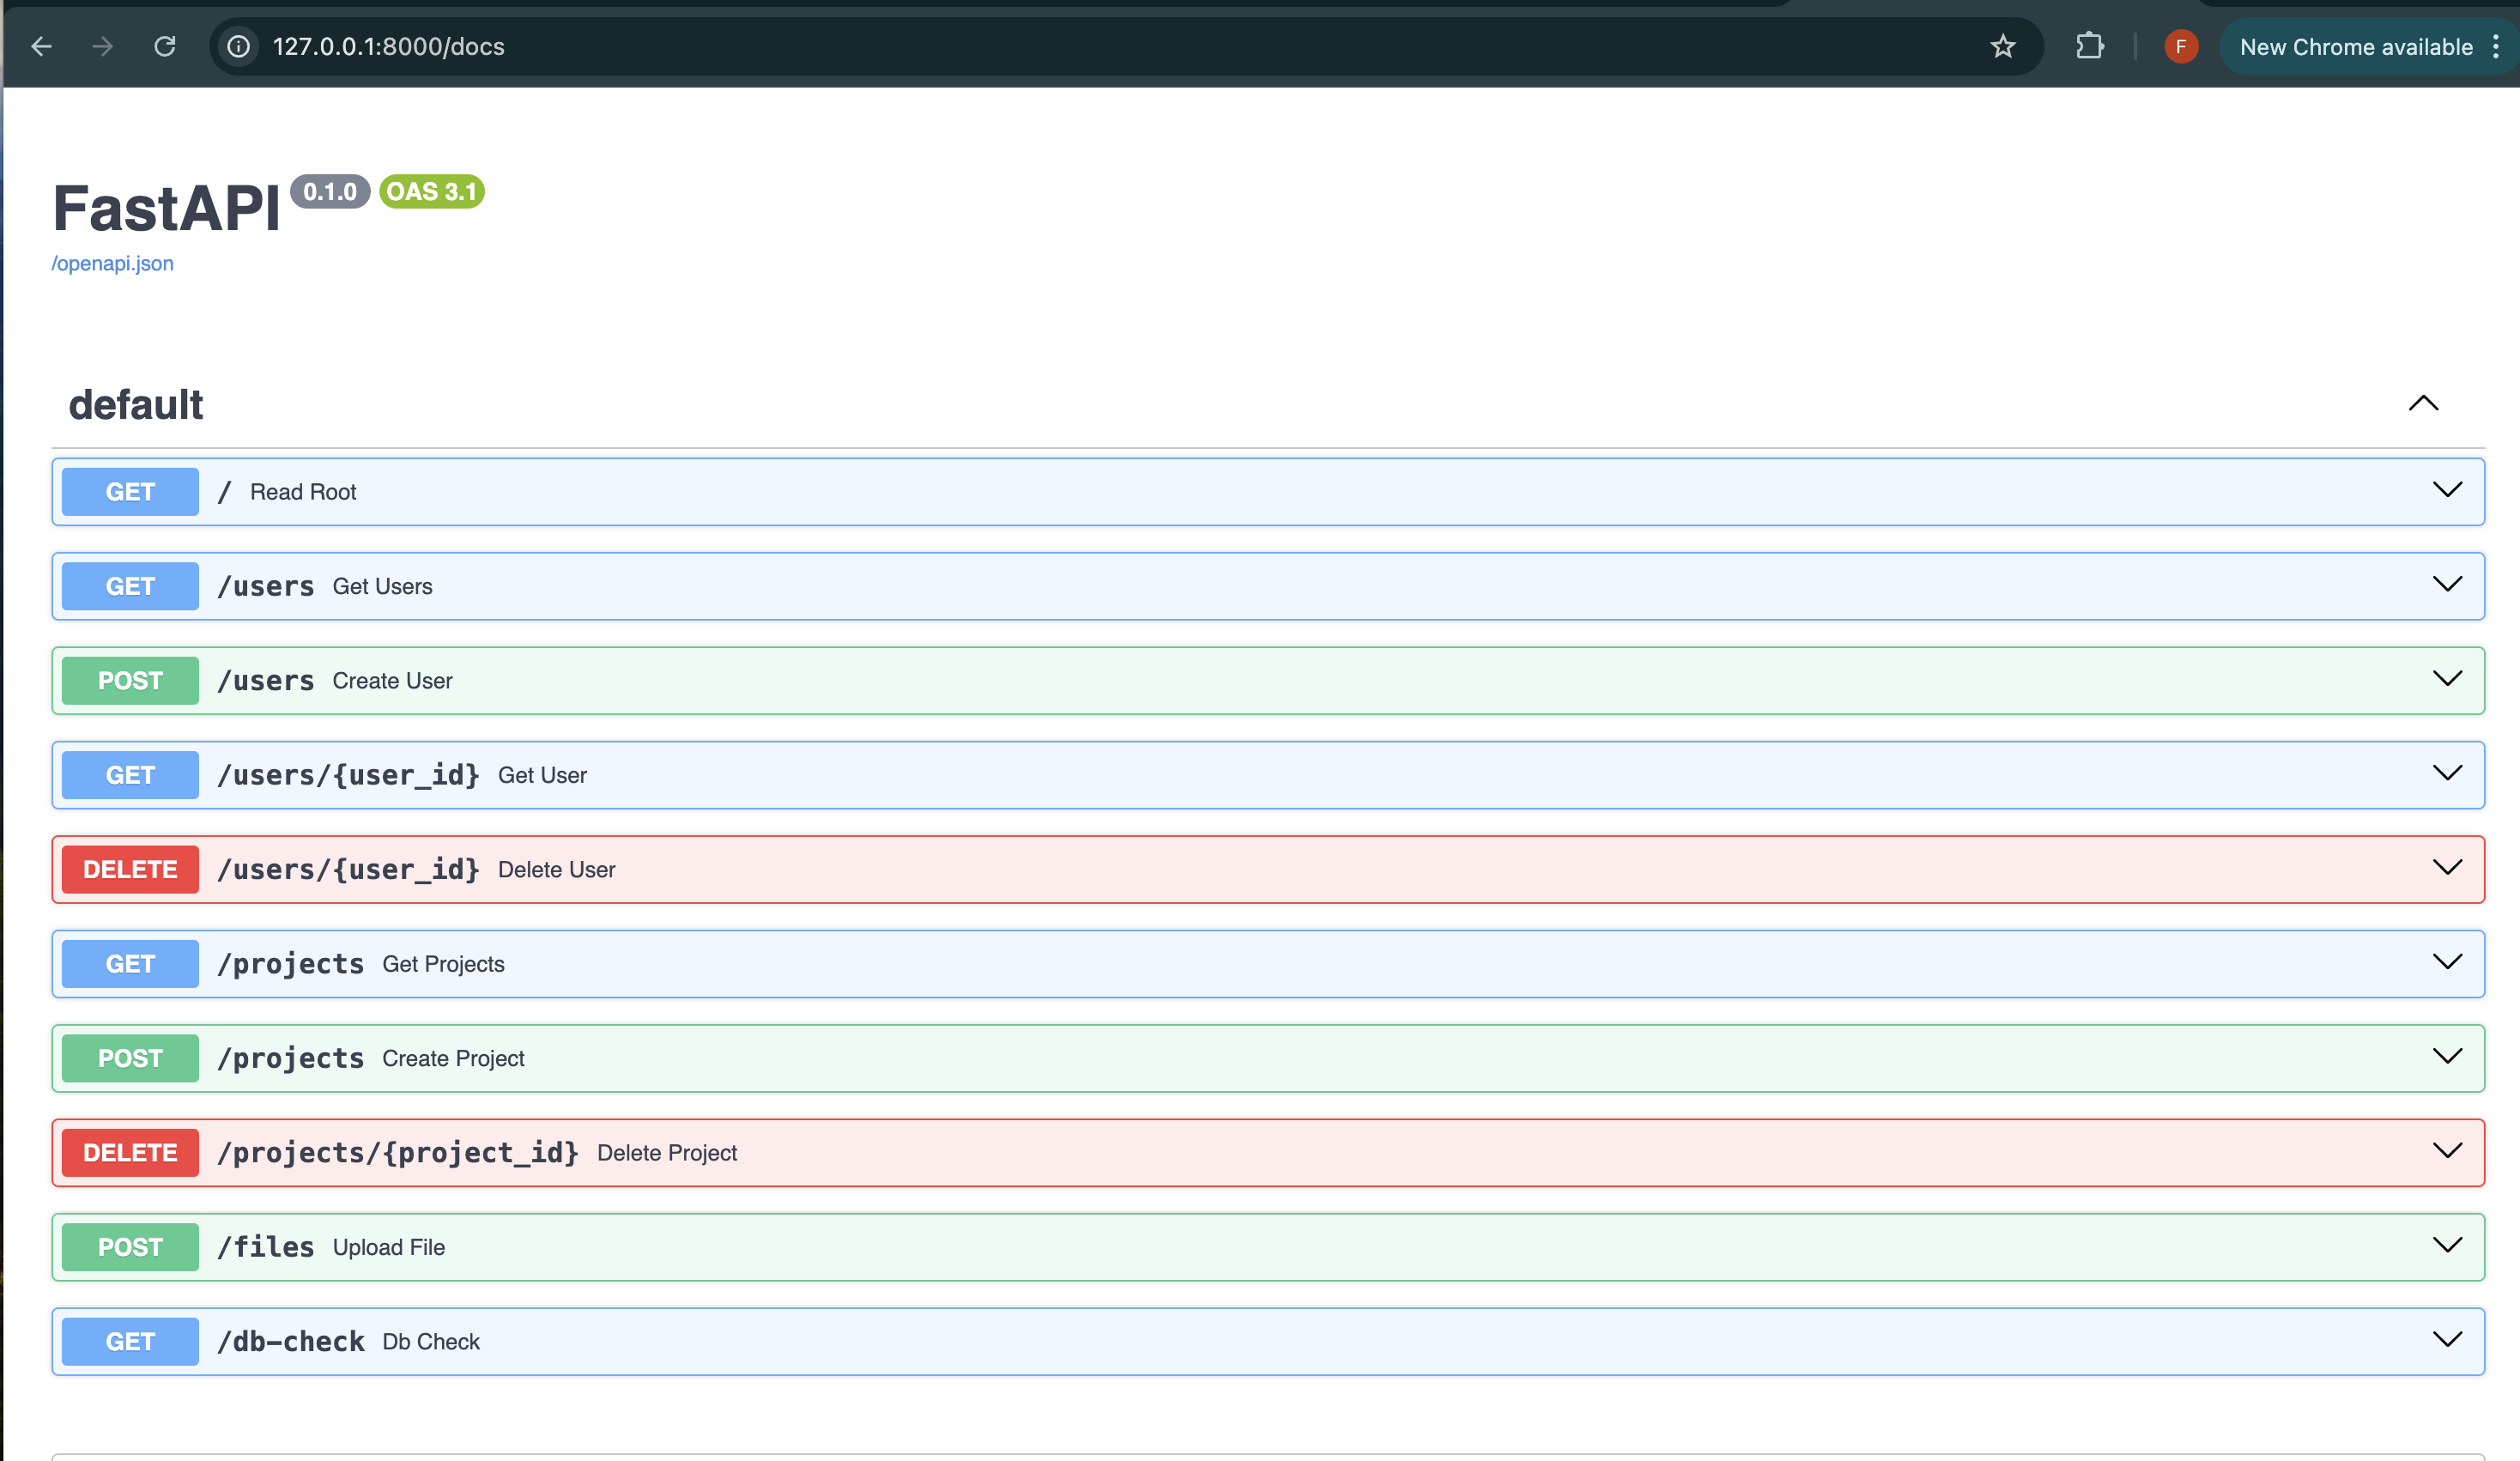 127.0.0.1:8000/docs
F
New Chrome available
FastAPI 0.1.0 OAS 3.1
/openapi.json
default
GET / Read Root
GET /users Get Users
POST /users Create User
GET /users/{user_id} Get User
DELETE /users/{user_id} Delete User
GET /projects Get Projects
POST /projects Create Project
DELETE /projects/{project_id} Delete Project
POST /files Upload File
GET /db-check Db Check